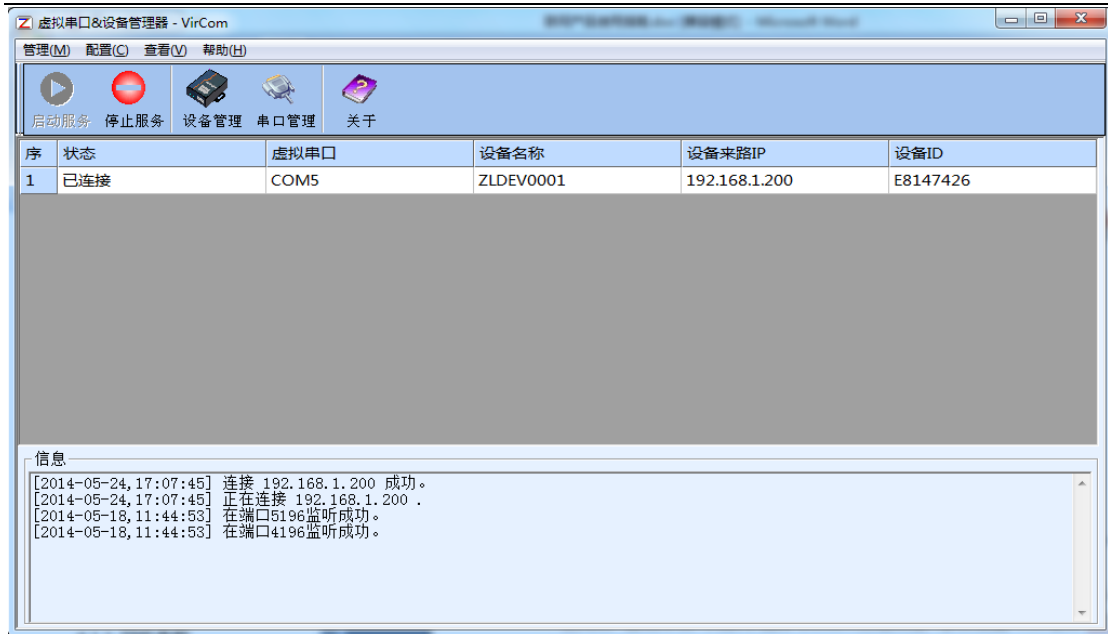 虚拟串口&设备管理器 - VirCom
管理(M) 配置(C) 查看(V) 帮助(H)
启动服务 停止服务 设备管理 串口管理 关于
序 状态 虚拟串口 设备名称 设备来路IP 设备ID
1 已连接 COM5 ZLDEV0001 192.168.1.200 E8147426
信息
[2014-05-24,17:07:45] 连接 192.168.1.200 成功。
[2014-05-24,17:07:45] 正在连接 192.168.1.200 .
[2014-05-18,11:44:53] 在端口5196监听成功。
[2014-05-18,11:44:53] 在端口4196监听成功。